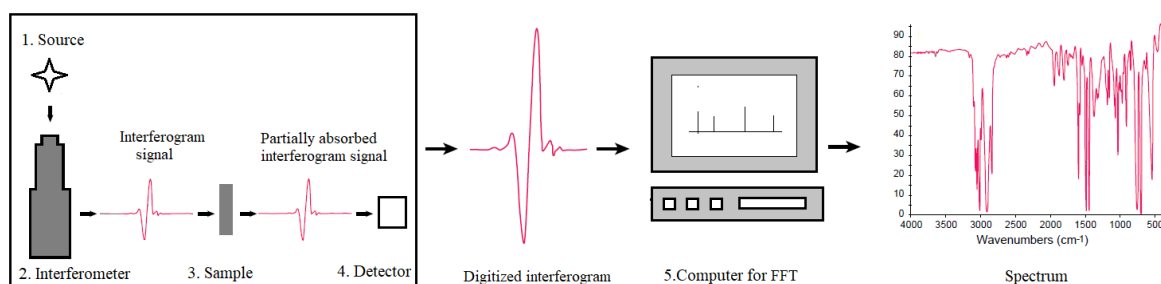 1. Source
Interferogram
signal
Partially absorbed
interferogram signal
2. Interferometer
3. Sample
4. Detector
Digitized interferogram
5.Computer for FFT
90
80
70
60
50
40
30
20
10
0
4000 3000 2000 1500 1000 500
Wavenumbers (cm-1)
Spectrum